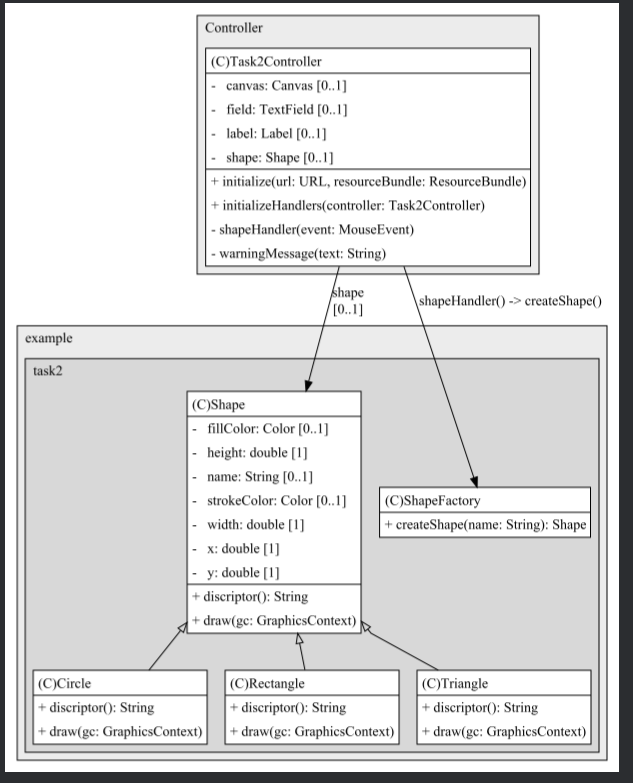 Controller
(C)Task2Controller
- canvas: Canvas [0..1]
- field: TextField [0..1]
- label: Label [0..1]
- shape: Shape [0..1]
+ initialize(url: URL, resourceBundle: ResourceBundle)
+ initializeHandlers(controller: Task2Controller)
- shapeHandler(event: MouseEvent)
- warningMessage(text: String)
shape
[0..1]
shapeHandler() -> createShape()
example
task2
(C)Shape
- fillColor: Color [0..1]
- height: double [1]
- name: String [0..1]
- strokeColor: Color [0..1]
- width: double [1]
- x: double [1]
- y: double [1]
+ discriptor(): String
+ draw(gc: GraphicsContext)
(C)ShapeFactory
+ createShape(name: String): Shape
(C)Circle
+ discriptor(): String
+ draw(gc: GraphicsContext)
(C)Rectangle
+ discriptor(): String
+ draw(gc: GraphicsContext)
(C)Triangle
+ discriptor(): String
+ draw(gc: GraphicsContext)